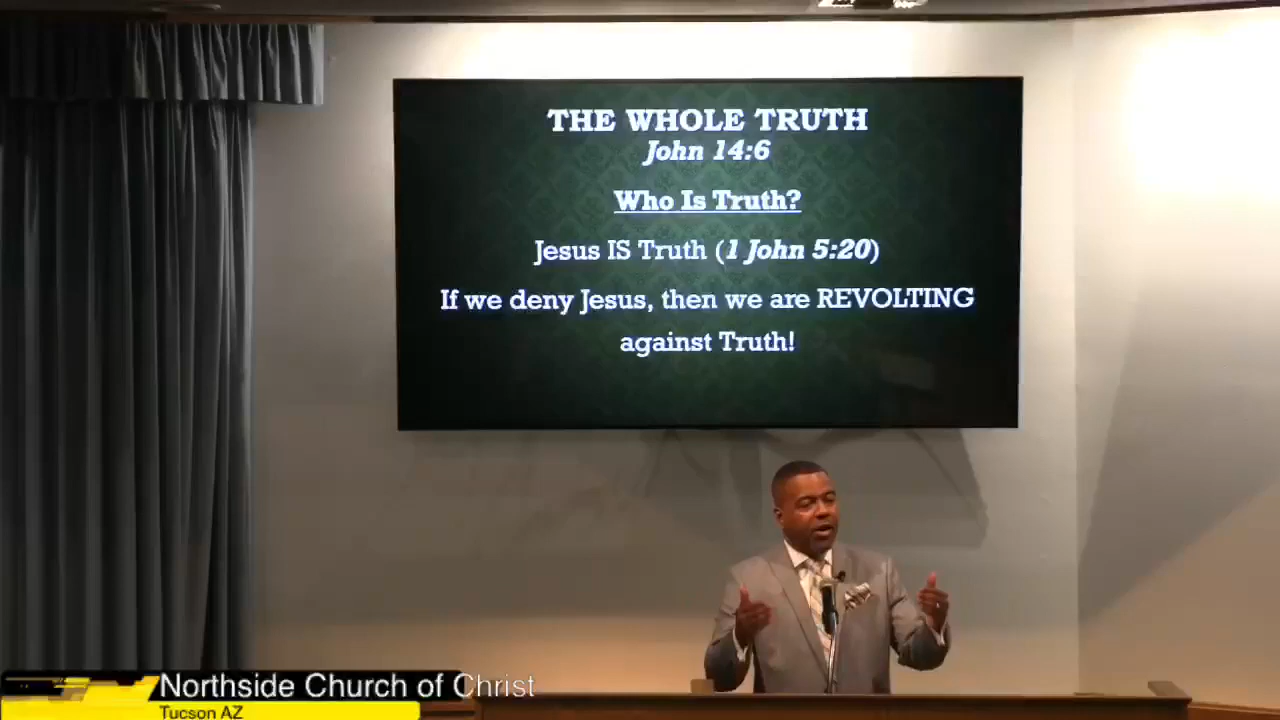 THE WHOLE TRUTH
John 14:6
Who Is Truth?
Jesus IS Truth (1 John 5:20)
If we deny Jesus, then we are REVOLTING
against Truth!
Northside Church of Christ
Tucson AZ